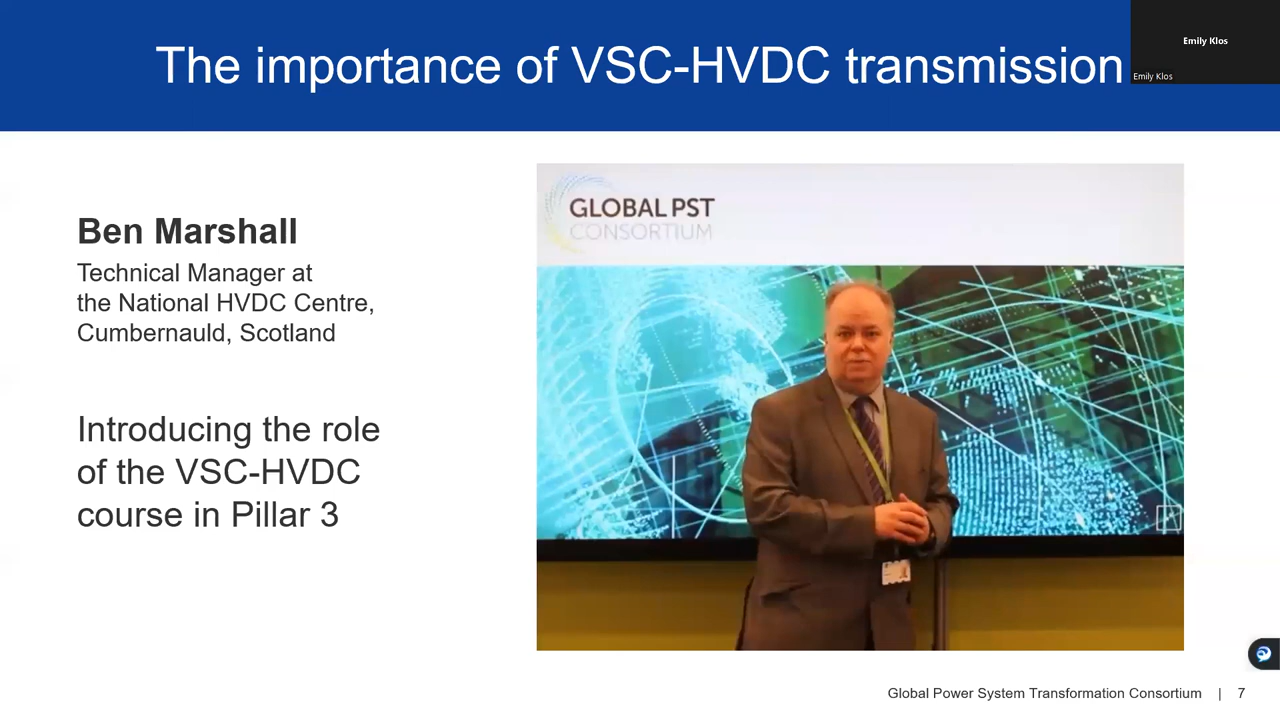 The importance of VSC-HVDC transmission
Emily Klos
Emily Klos
Ben Marshall
Technical Manager at
the National HVDC Centre,
Cumbernauld, Scotland
Introducing the role
of the VSC-HVDC
course in Pillar 3
GLOBAL PST
CONSORTIUM
Global Power System Transformation Consortium | 7